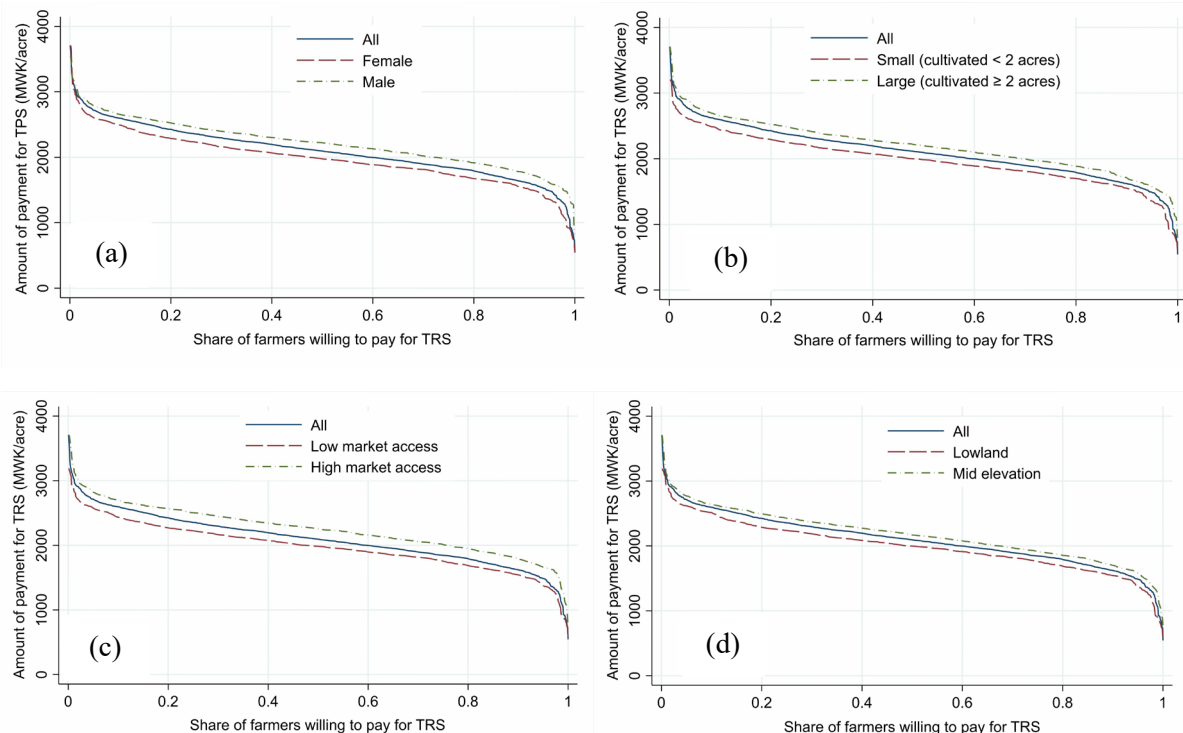 Amount of payment for TPS (MWK/acre)
4000
3000
2000
1000
0
All
Female
Male
(a)
0 0.2 0.4 0.6 0.8 1
Share of farmers willing to pay for TRS
Amount of payment for TRS (MWK/acre)
4000
3000
2000
1000
0
All
Small (cultivated < 2 acres)
Large (cultivated ≥ 2 acres)
(b)
0 0.2 0.4 0.6 0.8 1
Share of farmers willing to pay for TRS
Amount of payment for TRS (MWK/acre)
4000
3000
2000
1000
0
All
Low market access
High market access
(c)
0 0.2 0.4 0.6 0.8 1
Share of farmers willing to pay for TRS
Amount of payment for TRS (MWK/acre)
4000
3000
2000
1000
0
All
Lowland
Mid elevation
(d)
0 0.2 0.4 0.6 0.8 1
Share of farmers willing to pay for TRS